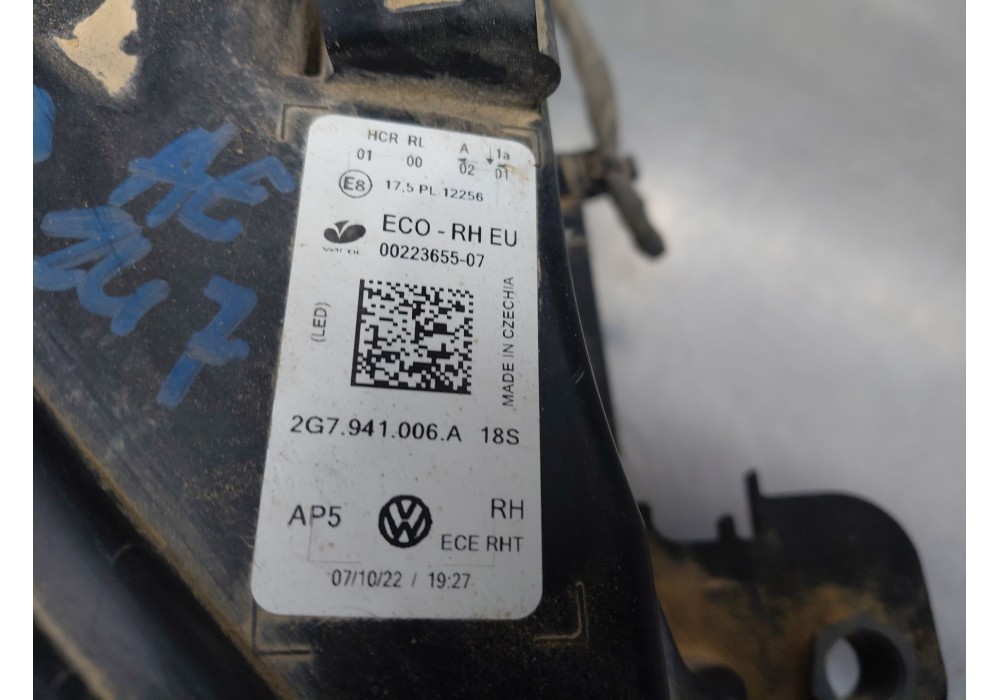 HCR RL A 1a
01 00 02 01
E8 17,5 PL 12256
ECO - RH EU
00223655-07
(LED)
MADE IN CZECHIA
2G7.941.006.A 18S
AP5 RH
ECE RHT
07/10/22 / 19:27